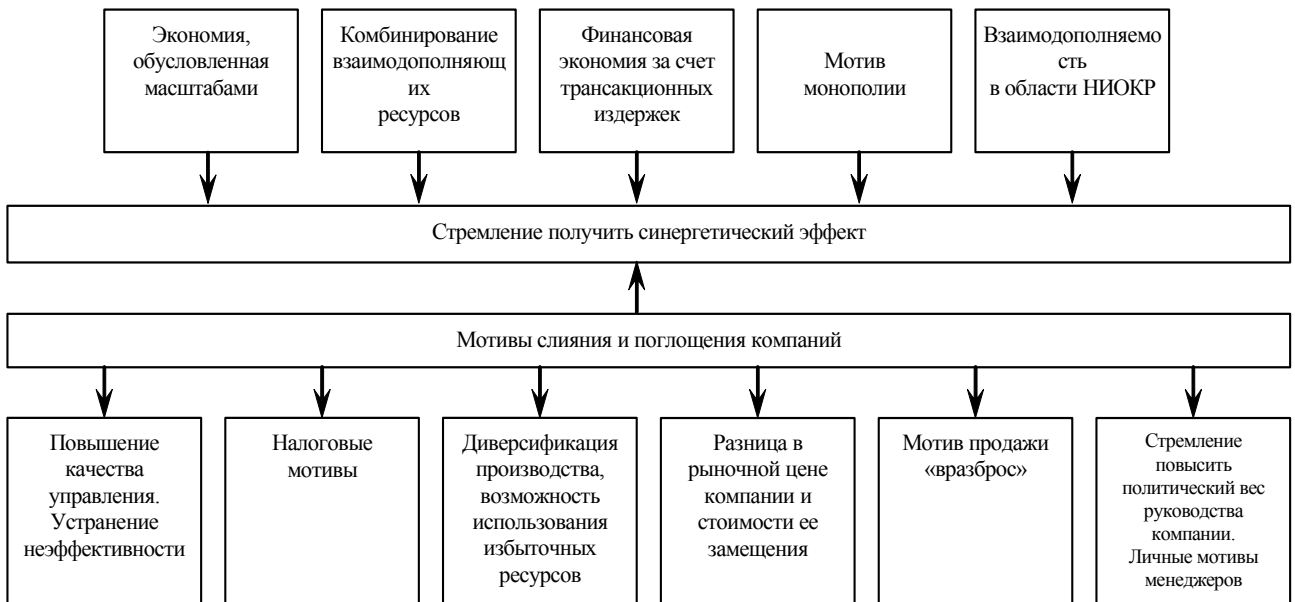 Экономия,
обусловленная
масштабами
Комбинирование
взаимодополняющ
их
ресурсов
Финансовая
экономия за счет
трансакционных
издержек
Мотив
монополии
Взаимодополняемо
сть
в области НИОКР
Стремление получить синергетический эффект
Мотивы слияния и поглощения компаний
Повышение
качества
управления.
Устранение
неэффективности
Налоговые
мотивы
Диверсификация
производства,
возможность
использования
избыточных
ресурсов
Разница в
рыночной цене
компании и
стоимости ее
замещения
Мотив продажи
«вразброс»
Стремление
повысить
политический вес
руководства
компании.
Личные мотивы
менеджеров